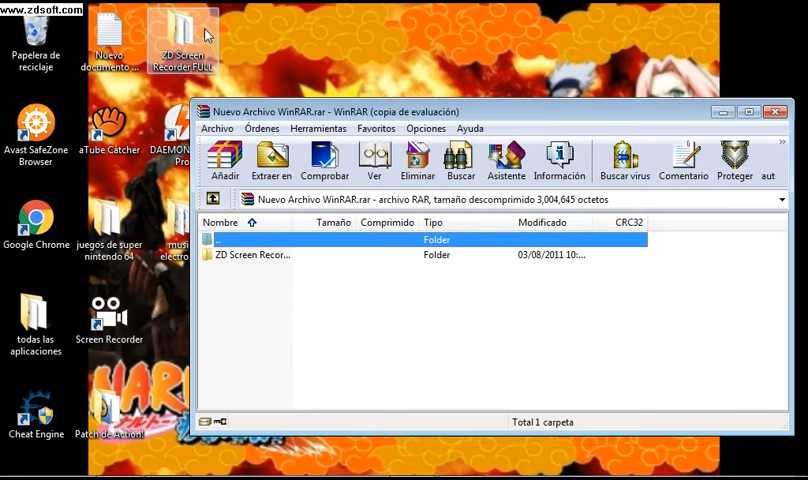 www.zdsoft.com
Papelera de
reciclaje
Nuevo
documento ...
ZD Screen
Recorder FULL
Avast SafeZone
Browser
aTube Catcher
DAEMON
Pro
Google Chrome
juegos de super
nintendo 64
musi
electro
todas las
aplicaciones
Screen Recorder
Cheat Engine
Patch de Action!
Nuevo Archivo WinRAR.rar - WinRAR (copia de evaluación)
Archivo Órdenes Herramientas Favoritos Opciones Ayuda
Añadir Extraer en Comprobar Ver Eliminar Buscar Asistente Información Buscar virus Comentario Proteger aut
Nuevo Archivo WinRAR.rar - archivo RAR, tamaño descomprimido 3,004,645 octetos
Nombre Tamaño Comprimido Tipo Modificado CRC32
.. Folder
ZD Screen Recor... Folder 03/08/2011 10:...
Total 1 carpeta